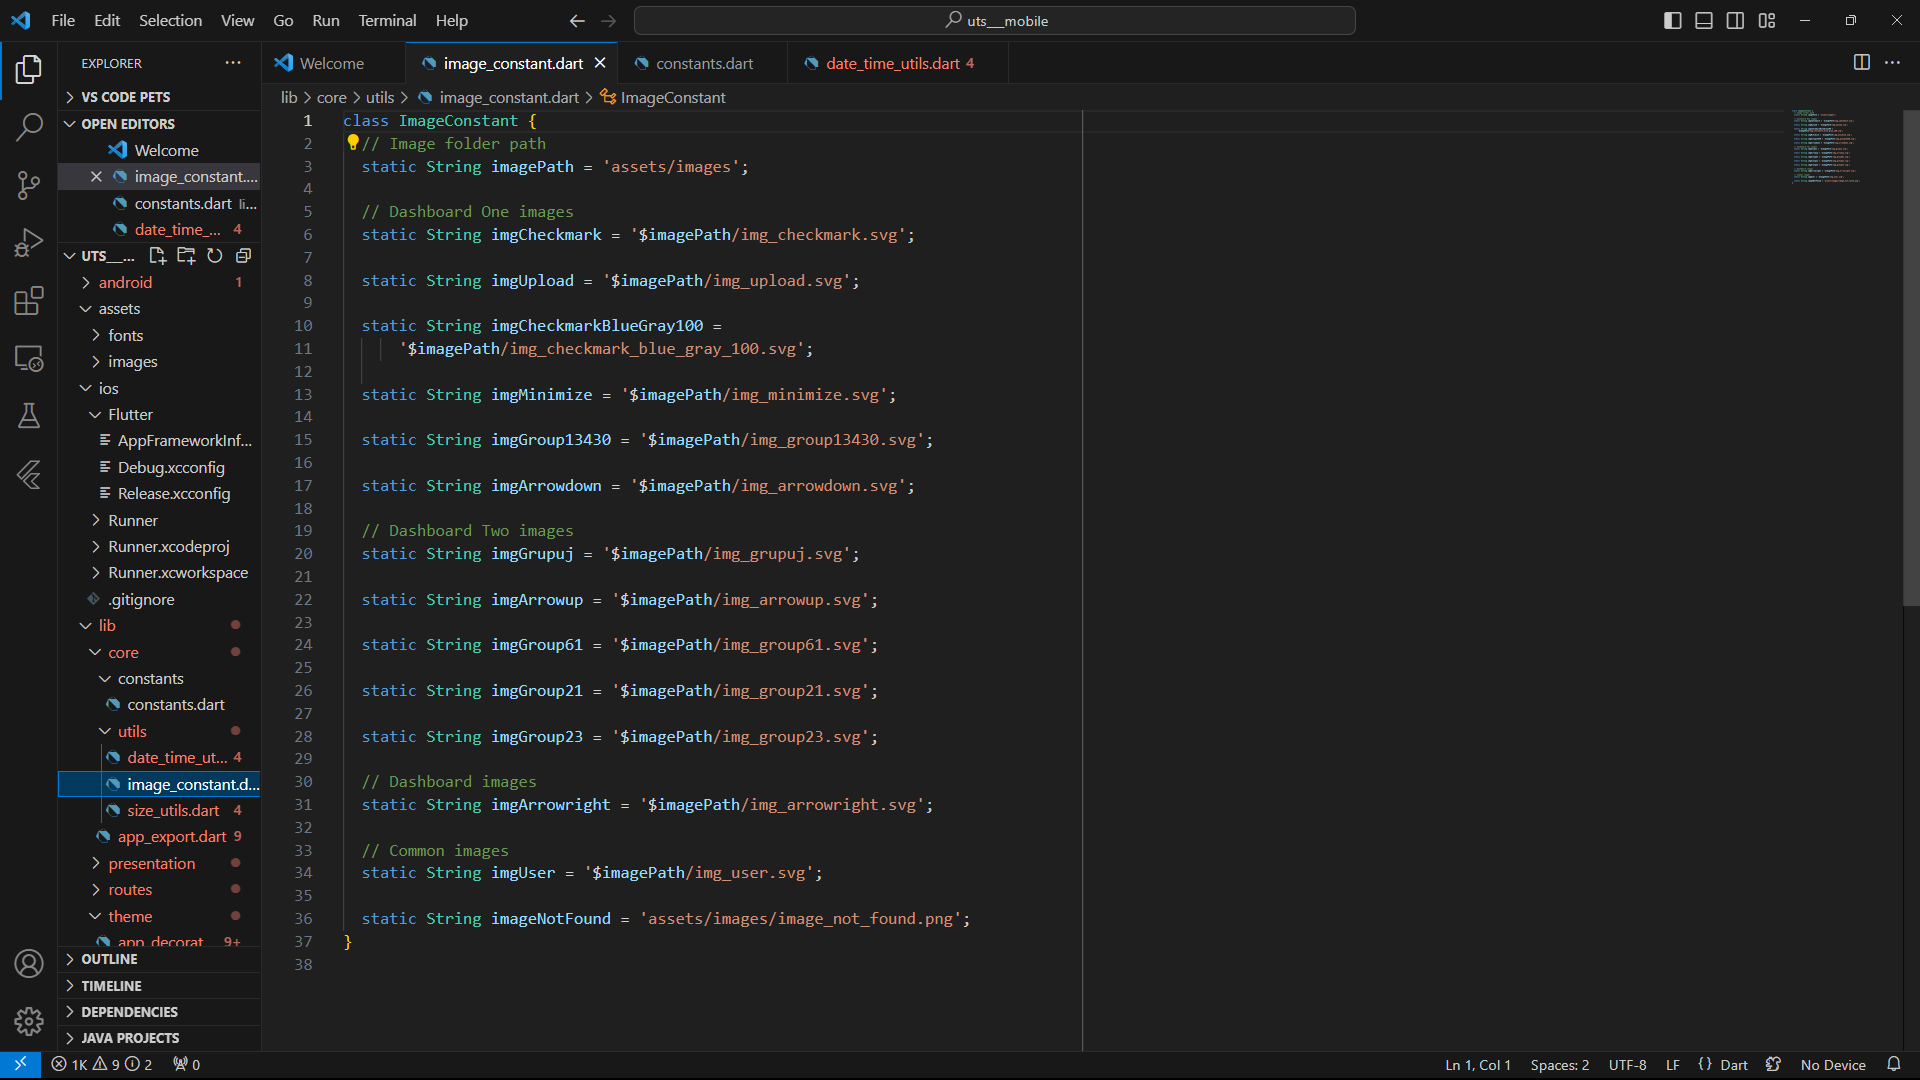 File Edit Selection View Go Run Terminal Help
uts__mobile
EXPLORER
VS CODE PETS
OPEN EDITORS
Welcome
image_constant....
constants.dart li...
date_time_... 4
UTS__...
android 1
assets
fonts
images
ios
Flutter
AppFrameworkInf...
Debug.xcconfig
Release.xcconfig
Runner
Runner.xcodeproj
Runner.xcworkspace
.gitignore
lib
core
constants
constants.dart
utils
date_time_ut... 4
image_constant.d...
size_utils.dart 4
app_export.dart 9
presentation
routes
theme
app_decorat... 9+
OUTLINE
TIMELINE
DEPENDENCIES
JAVA PROJECTS
Welcome image_constant.dart constants.dart date_time_utils.dart 4
lib > core > utils > image_constant.dart > ImageConstant
1 class ImageConstant {
2 // Image folder path
3 static String imagePath = 'assets/images';
4
5 // Dashboard One images
6 static String imgCheckmark = '$imagePath/img_checkmark.svg';
7
8 static String imgUpload = '$imagePath/img_upload.svg';
9
10 static String imgCheckmarkBlueGray100 =
11 '$imagePath/img_checkmark_blue_gray_100.svg';
12
13 static String imgMinimize = '$imagePath/img_minimize.svg';
14
15 static String imgGroup13430 = '$imagePath/img_group13430.svg';
16
17 static String imgArrowdown = '$imagePath/img_arrowdown.svg';
18
19 // Dashboard Two images
20 static String imgGrupuj = '$imagePath/img_grupuj.svg';
21
22 static String imgArrowup = '$imagePath/img_arrowup.svg';
23
24 static String imgGroup61 = '$imagePath/img_group61.svg';
25
26 static String imgGroup21 = '$imagePath/img_group21.svg';
27
28 static String imgGroup23 = '$imagePath/img_group23.svg';
29
30 // Dashboard images
31 static String imgArrowright = '$imagePath/img_arrowright.svg';
32
33 // Common images
34 static String imgUser = '$imagePath/img_user.svg';
35
36 static String imageNotFound = 'assets/images/image_not_found.png';
37 }
38
1K 9 2 0 Ln 1, Col 1 Spaces: 2 UTF-8 LF {} Dart No Device